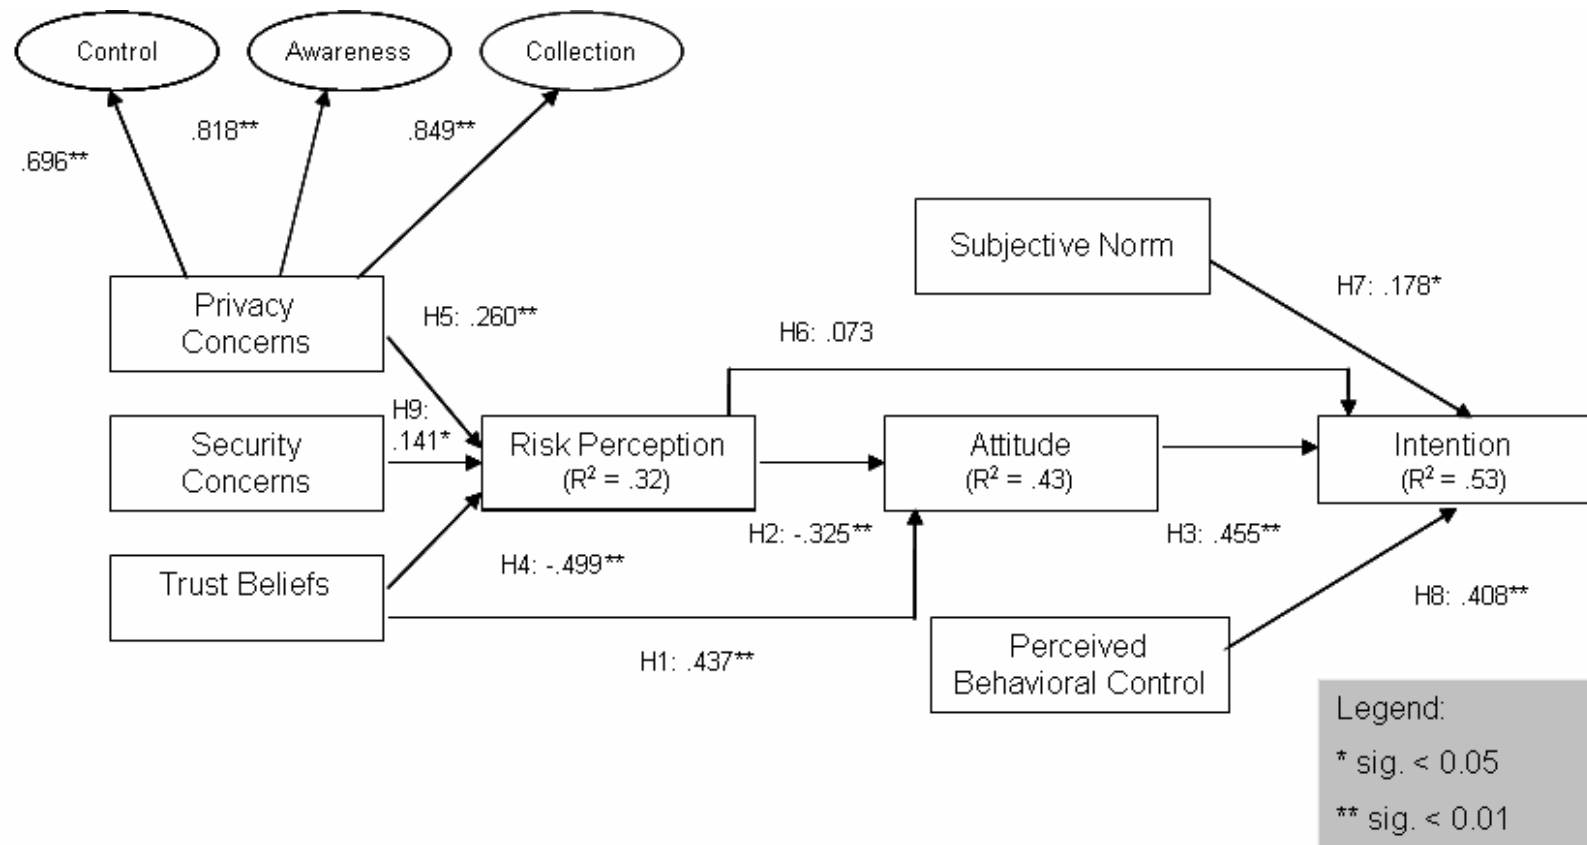 Control
Awareness
Collection
.696**
.818**
.849**
Privacy
Concerns
H5: .260**
Subjective Norm
H7: .178*
H6: .073
H9:
.141*
Security
Concerns
Risk Perception
(R² = .32)
Attitude
(R² = .43)
Intention
(R² = .53)
H2: -.325**
H3: .455**
H4: -.499**
Trust Beliefs
H8: .408**
H1: .437**
Perceived
Behavioral Control
Legend:
* sig. < 0.05
** sig. < 0.01